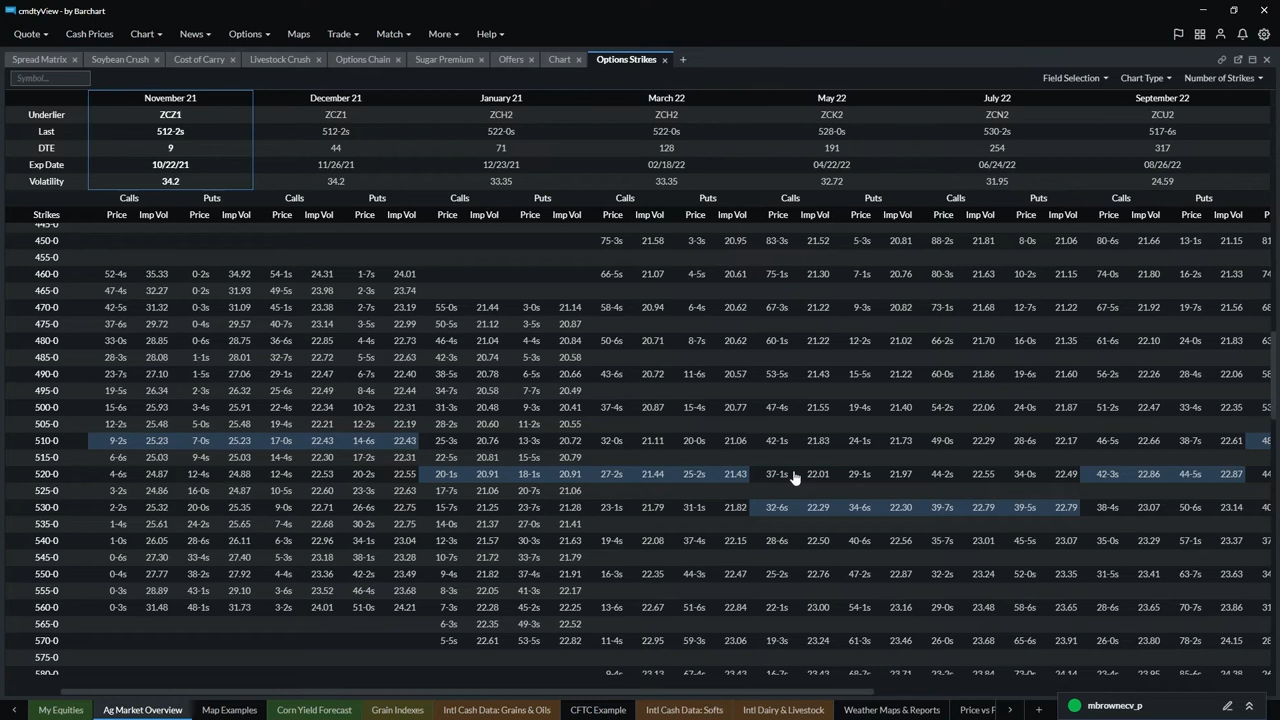 cmdtyView - by Barchart
Quote Cash Prices Chart News Options Maps Trade Match More Help
Spread Matrix × Soybean Crush × Cost of Carry × Livestock Crush × Options Chain × Sugar Premium × Offers × Chart × Options Strikes × +
Symbol... Field Selection Chart Type Number of Strikes
November 21 December 21 January 21 March 22 May 22 July 22 September 22
Underlier ZCZ1 ZCZ1 ZCH2 ZCH2 ZCK2 ZCN2 ZCU2
Last 512-2s 512-2s 522-0s 522-0s 528-0s 530-2s 517-6s
DTE 9 44 71 128 191 254 317
Exp Date 10/22/21 11/26/21 12/23/21 02/18/22 04/22/22 06/24/22 08/26/22
Volatility 34.2 34.2 33.35 33.35 32.72 31.95 24.59
Calls Puts Calls Puts Calls Puts Calls Puts Calls Puts Calls Puts Calls Puts
Strikes Price Imp Vol Price Imp Vol Price Imp Vol Price Imp Vol Price Imp Vol Price Imp Vol Price Imp Vol Price Imp Vol Price Imp Vol Price Imp Vol Price Imp Vol Price Imp Vol Price Imp Vol Price Imp Vol
445-0
450-0 75-3s 21.58 3-3s 20.95 83-3s 21.52 5-3s 20.81 88-2s 21.81 8-0s 21.06 80-6s 21.66 13-1s 21.15 81
455-0
460-0 52-4s 35.33 0-2s 34.92 54-1s 24.31 1-7s 24.01 66-5s 21.07 4-5s 20.61 75-1s 21.30 7-1s 20.76 80-3s 21.63 10-2s 21.15 74-0s 21.80 16-2s 21.33 74
465-0 47-4s 32.27 0-2s 31.93 49-5s 23.98 2-3s 23.74
470-0 42-5s 31.32 0-3s 31.09 45-1s 23.38 2-7s 23.19 55-0s 21.44 3-0s 21.14 58-4s 20.94 6-4s 20.62 67-3s 21.22 9-3s 20.82 73-1s 21.68 12-7s 21.22 67-5s 21.92 19-7s 21.56 68
475-0 37-6s 29.72 0-4s 29.57 40-7s 23.14 3-5s 22.99 50-5s 21.12 3-5s 20.87
480-0 33-0s 28.85 0-6s 28.75 36-6s 22.85 4-4s 22.73 46-4s 21.04 4-4s 20.84 50-6s 20.71 8-7s 20.62 60-1s 21.22 12-2s 21.02 66-2s 21.70 16-0s 21.35 61-6s 22.10 24-0s 21.88 63
485-0 28-3s 28.08 1-1s 28.01 32-7s 22.72 5-5s 22.63 42-3s 20.74 5-3s 20.58
490-0 23-7s 27.10 1-5s 27.06 29-1s 22.47 6-7s 22.40 38-5s 20.78 6-5s 20.66 43-6s 20.72 11-6s 20.57 53-5s 21.43 15-6s 21.22 60-0s 21.86 19-6s 21.60 56-2s 22.26 28-4s 22.06 58
495-0 19-5s 26.34 2-3s 26.32 26-5s 22.49 8-4s 22.44 34-7s 20.58 7-7s 20.49
500-0 15-6s 25.93 3-4s 25.91 22-4s 22.34 10-2s 22.31 31-3s 20.48 9-3s 20.41 37-4s 20.87 15-4s 20.77 47-4s 21.55 19-4s 21.40 54-2s 22.06 24-0s 21.87 51-2s 22.47 33-4s 22.35 53
505-0 12-2s 25.48 5-0s 25.48 19-4s 22.21 12-2s 22.19 28-2s 20.60 11-2s 20.55
510-0 9-2s 25.23 7-0s 25.23 17-0s 22.43 14-6s 22.43 25-3s 20.76 13-3s 20.72 32-0s 21.11 20-0s 21.06 42-1s 21.83 24-1s 21.73 49-0s 22.29 28-6s 22.17 46-5s 22.66 38-7s 22.61 48
515-0 6-6s 25.03 9-4s 25.03 14-4s 22.30 17-2s 22.31 22-5s 20.81 15-5s 20.79
520-0 4-6s 24.87 12-4s 24.88 12-4s 22.53 20-2s 22.55 20-1s 20.91 18-1s 20.91 27-2s 21.44 25-2s 21.43 37-1s 22.01 29-1s 21.97 44-2s 22.55 34-0s 22.49 42-3s 22.86 44-5s 22.87
525-0 3-2s 24.86 16-0s 24.87 10-5s 22.60 23-3s 22.63 17-7s 21.06 20-7s 21.06
530-0 2-2s 25.32 20-0s 25.35 9-0s 22.71 26-6s 22.75 15-7s 21.25 23-7s 21.28 23-1s 21.79 31-1s 21.82 32-6s 22.29 34-6s 22.30 39-7s 22.79 39-5s 22.79 38-4s 23.07 50-6s 23.14 40
535-0 1-4s 25.61 24-2s 25.65 7-4s 22.68 30-2s 22.75 14-0s 21.37 27-0s 21.41
540-0 1-0s 26.05 28-6s 26.11 6-3s 22.96 34-1s 23.04 12-3s 21.57 30-3s 21.63 19-4s 22.08 37-4s 22.15 28-6s 22.50 40-6s 22.56 35-7s 23.01 45-5s 23.07 35-0s 23.29 57-1s 23.37 37
545-0 0-6s 27.30 33-4s 27.40 5-3s 23.18 38-1s 23.28 10-7s 21.72 33-7s 21.79
550-0 0-4s 27.77 38-2s 27.92 4-4s 23.36 42-2s 23.49 9-4s 21.82 37-4s 21.91 16-3s 22.35 44-3s 22.47 25-2s 22.76 47-2s 22.87 32-2s 23.24 52-0s 23.35 31-5s 23.41 63-7s 23.63 34
555-0 0-3s 28.89 43-1s 29.10 3-6s 23.52 46-4s 23.68 8-3s 22.05 41-3s 22.17
560-0 0-3s 31.48 48-1s 31.73 3-2s 24.01 51-0s 24.21 7-3s 22.28 45-2s 22.25 13-6s 22.67 51-6s 22.84 22-1s 23.00 54-1s 23.16 29-0s 23.48 58-6s 23.65 28-6s 23.65 70-7s 23.86 31
565-0 6-3s 22.35 49-3s 22.52
570-0 5-5s 22.61 53-5s 22.82 11-4s 22.95 59-3s 23.06 19-3s 23.24 61-3s 23.46 26-0s 23.68 65-6s 23.91 26-0s 23.80 78-2s 24.15 28
575-0
580-0 9-4s 23.13 67-4s 23.43 16-7s 23.43 68-7s 23.71 23-2s 23.84 73-0s 24.14 23-4s 23.95 85-6s 24.38 26
My Equities Ag Market Overview Map Examples Corn Yield Forecast Grain Indexes Intl Cash Data: Grains & Oils CFTC Example Intl Cash Data: Softs Intl Dairy & Livestock Weather Maps & Reports Price vs F + mbrownecv_p